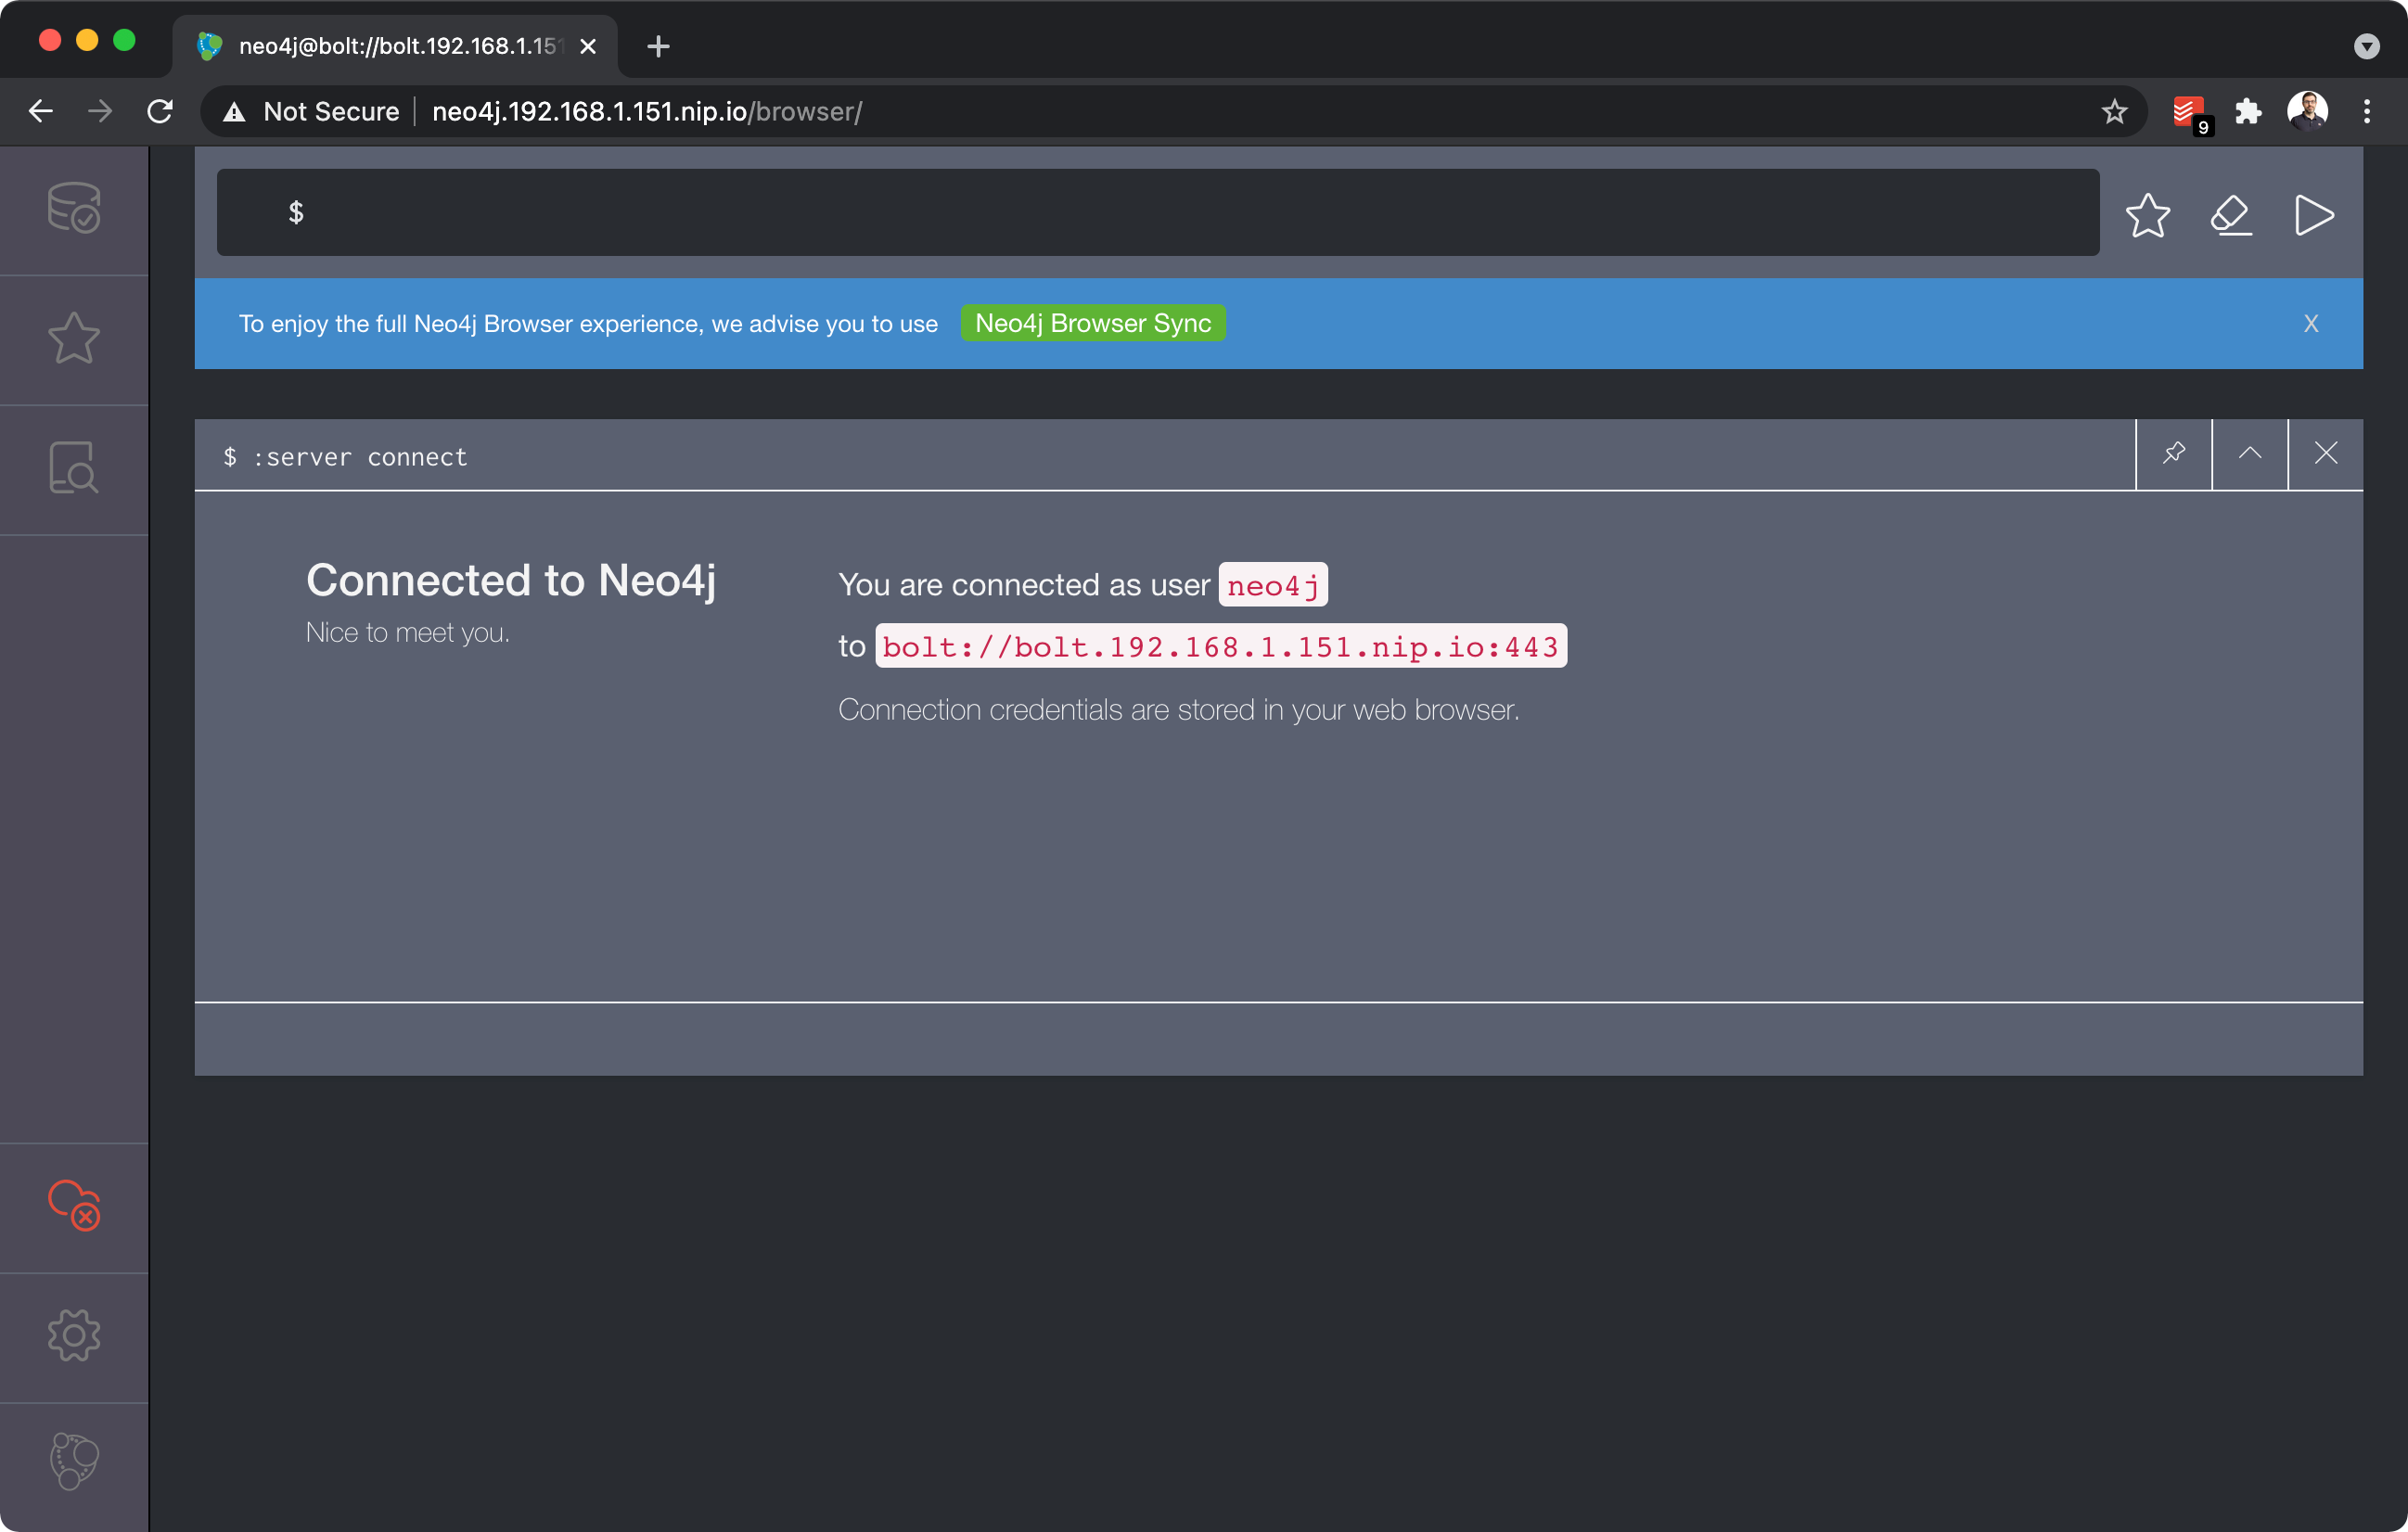 neo4j@bolt://bolt.192.168.1.151
Not Secure neo4j.192.168.1.151.nip.io/browser/
9
$
To enjoy the full Neo4j Browser experience, we advise you to use Neo4j Browser Sync X
$ :server connect
Connected to Neo4j
Nice to meet you.
You are connected as user neo4j
to bolt://bolt.192.168.1.151.nip.io:443
Connection credentials are stored in your web browser.